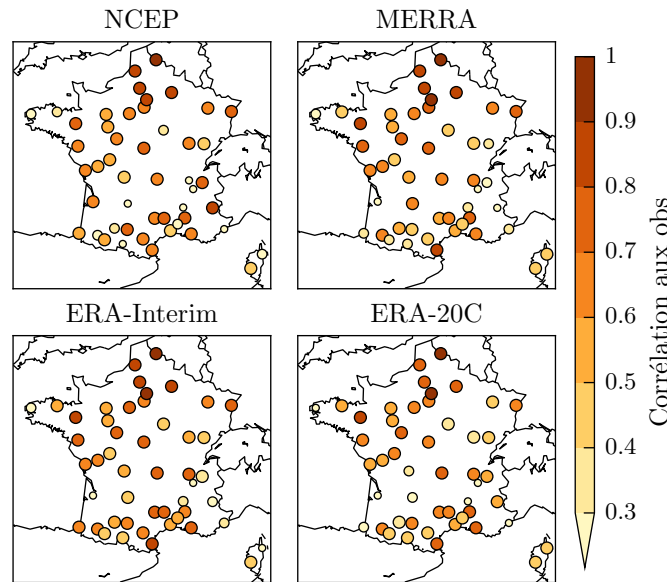 NCEP
MERRA
ERA-Interim
ERA-20C
1
0.9
0.8
0.7
0.6
0.5
0.4
0.3
Corrélation aux obs